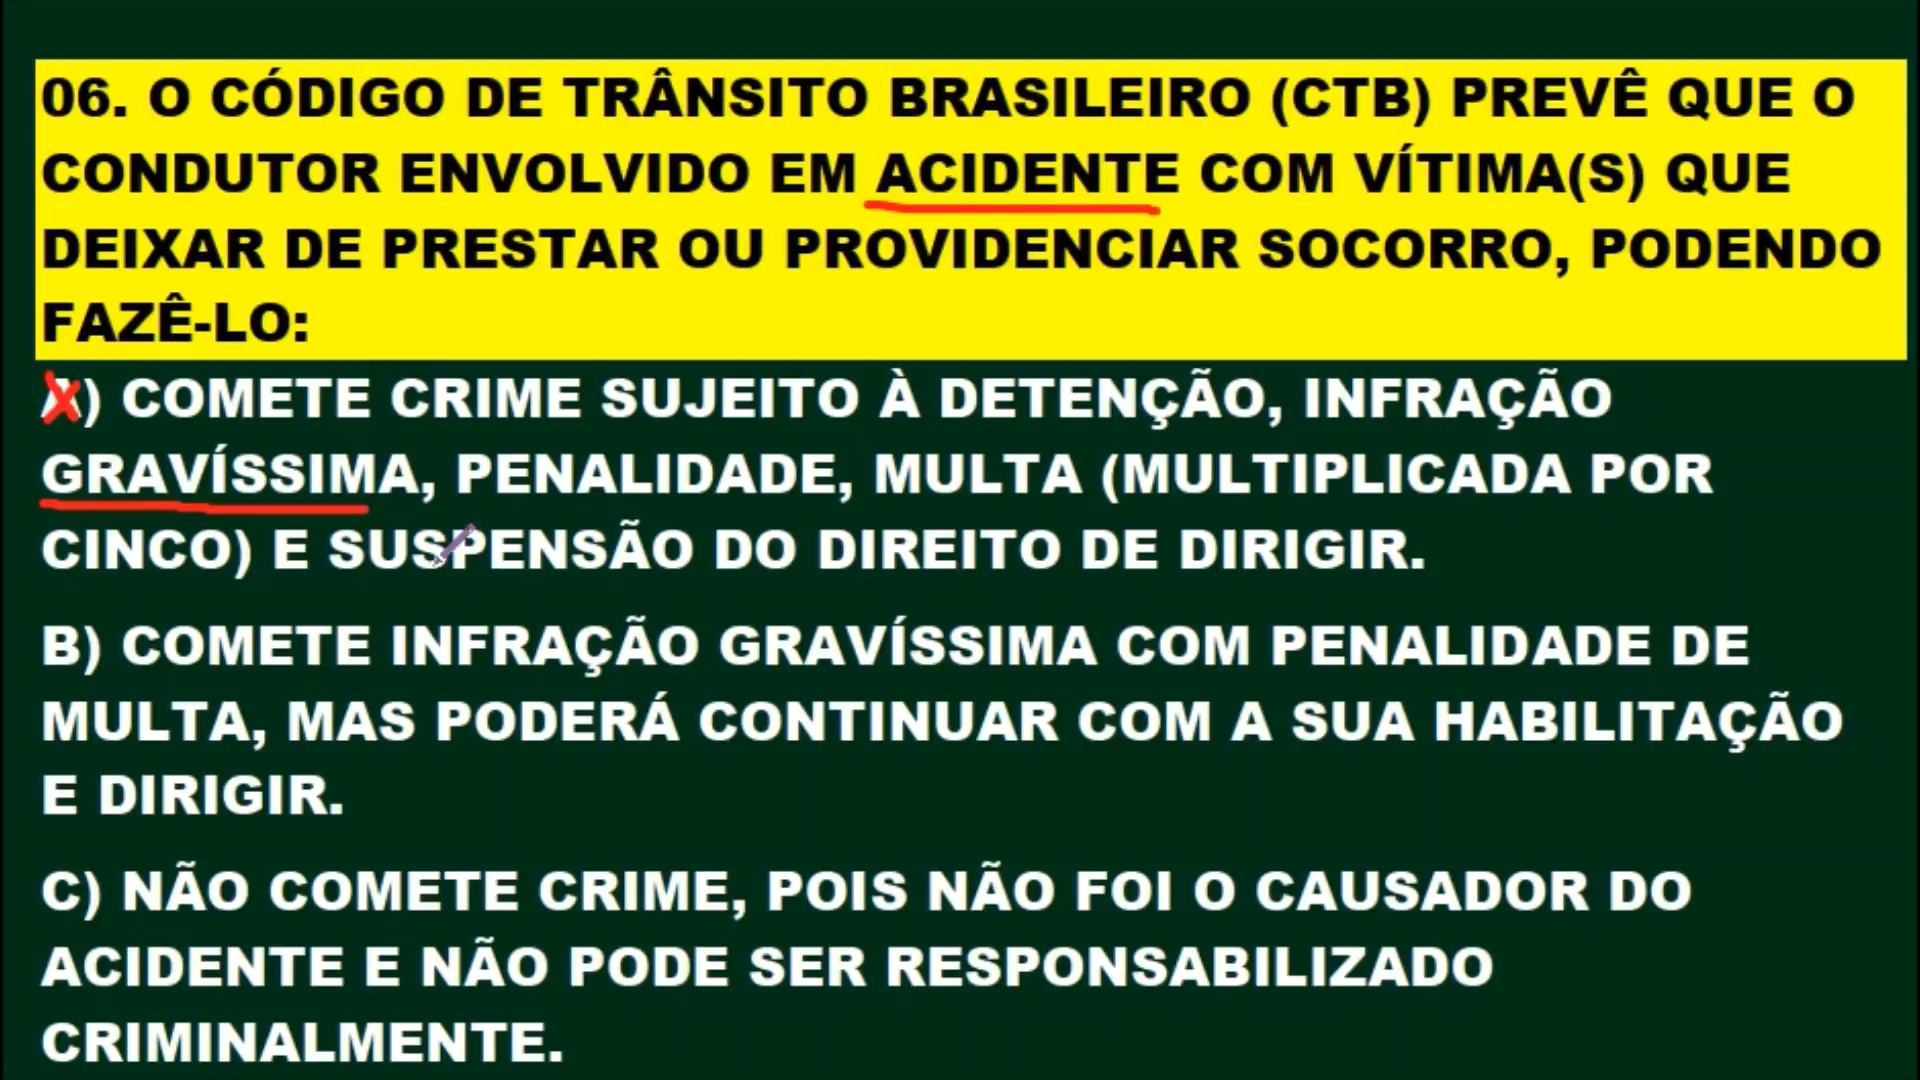 06. O CÓDIGO DE TRÂNSITO BRASILEIRO (CTB) PREVÊ QUE O
CONDUTOR ENVOLVIDO EM ACIDENTE COM VÍTIMA(S) QUE
DEIXAR DE PRESTAR OU PROVIDENCIAR SOCORRO, PODENDO
FAZÊ-LO:
A) COMETE CRIME SUJEITO À DETENÇÃO, INFRAÇÃO
GRAVÍSSIMA, PENALIDADE, MULTA (MULTIPLICADA POR
CINCO) E SUSPENSÃO DO DIREITO DE DIRIGIR.
B) COMETE INFRAÇÃO GRAVÍSSIMA COM PENALIDADE DE
MULTA, MAS PODERÁ CONTINUAR COM A SUA HABILITAÇÃO
E DIRIGIR.
C) NÃO COMETE CRIME, POIS NÃO FOI O CAUSADOR DO
ACIDENTE E NÃO PODE SER RESPONSABILIZADO
CRIMINALMENTE.